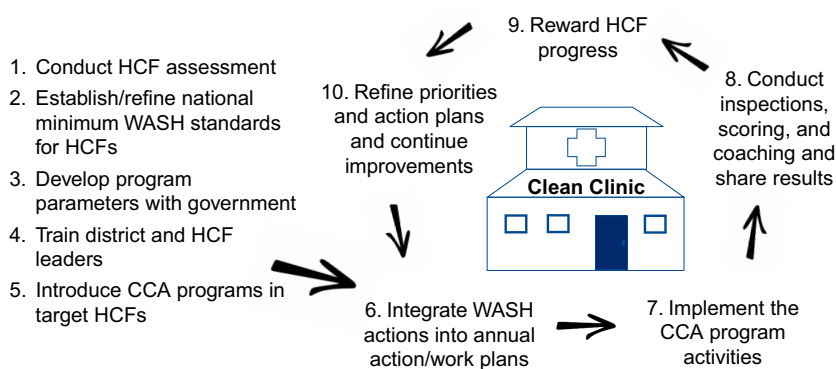 1. Conduct HCF assessment
2. Establish/refine national
minimum WASH standards
for HCFs
3. Develop program
parameters with government
4. Train district and HCF
leaders
5. Introduce CCA programs in
target HCFs
6. Integrate WASH
actions into annual
action/work plans
7. Implement the
CCA program
activities
8. Conduct
inspections,
scoring, and
coaching and
share results
9. Reward HCF
progress
10. Refine priorities
and action plans
and continue
improvements
Clean Clinic